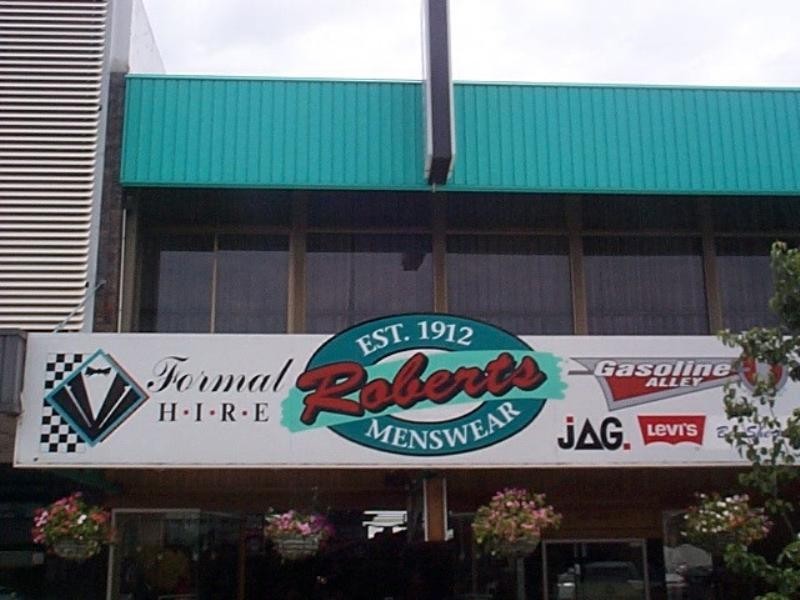 Formal
H·I·R·E
EST. 1912
Roberts
MENSWEAR
Gasoline
ALLEY
JAG.
LEVI'S